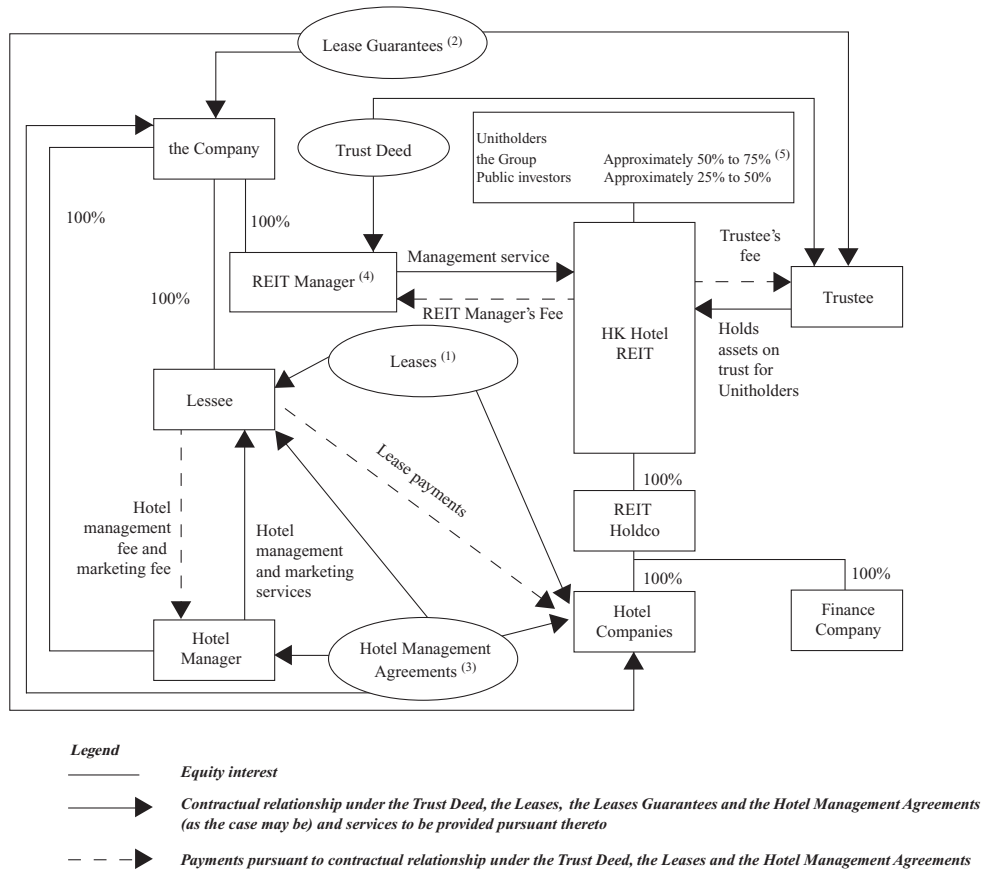 Lease Guarantees (2)
the Company
Trust Deed
Unitholders
the Group Approximately 50% to 75% (5)
Public investors Approximately 25% to 50%
100%
100%
100%
REIT Manager (4)
Management service
REIT Manager's Fee
HK Hotel
REIT
Trustee's
fee
Trustee
Holds
assets on
trust for
Unitholders
Leases (1)
Lessee
Lease payments
100%
REIT
Holdco
100%
100%
Hotel
management
fee and
marketing fee
Hotel
management
and marketing
services
Hotel
Manager
Hotel Management
Agreements (3)
Hotel
Companies
Finance
Company
Legend
Equity interest
Contractual relationship under the Trust Deed, the Leases, the Leases Guarantees and the Hotel Management Agreements
(as the case may be) and services to be provided pursuant thereto
Payments pursuant to contractual relationship under the Trust Deed, the Leases and the Hotel Management Agreements